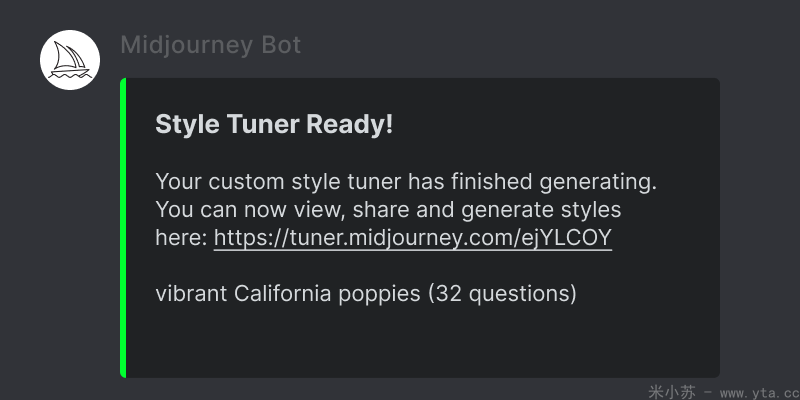 Midjourney Bot
Style Tuner Ready!
Your custom style tuner has finished generating.
You can now view, share and generate styles
here: https://tuner.midjourney.com/ejYLCOY
vibrant California poppies (32 questions)
米小苏 - www.yta.cc